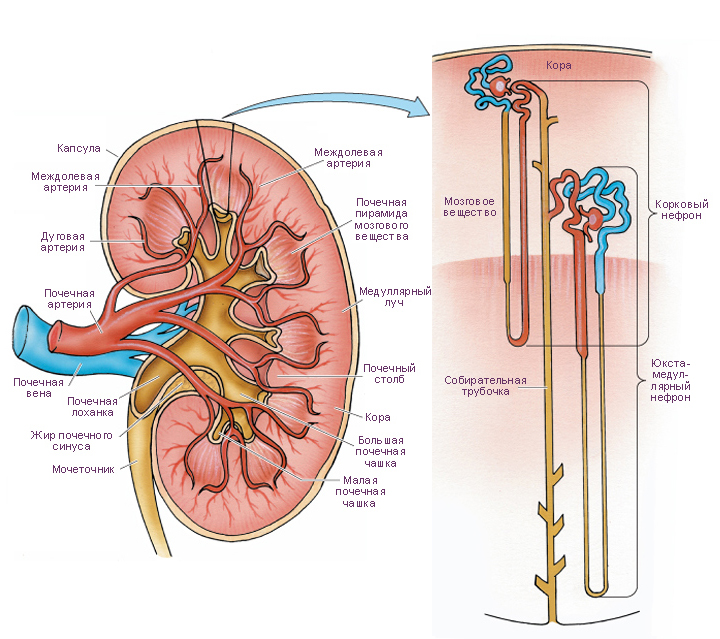 Капсула
Междолевая
артерия
Дуговая
артерия
Почечная
артерия
Почечная
вена
Почечная
лоханка
Жир почечного
синуса
Мочеточник
Междолевая
артерия
Почечная
пирамида
мозгового
вещества
Медуллярный
луч
Почечный
столб
Кора
Большая
почечная
чашка
Малая
почечная
чашка
Кора
Мозговое
вещество
Корковый
нефрон
Собирательная
трубочка
Юкста-
медул-
лярный
нефрон